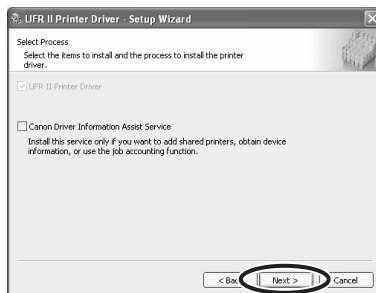 UFR II Printer Driver - Setup Wizard
Select Process
Select the items to install and the process to install the printer
driver.
UFR II Printer Driver
Canon Driver Information Assist Service
Install this service only if you want to add shared printers, obtain device
information, or use the job accounting function.
< Bac Next > Cancel